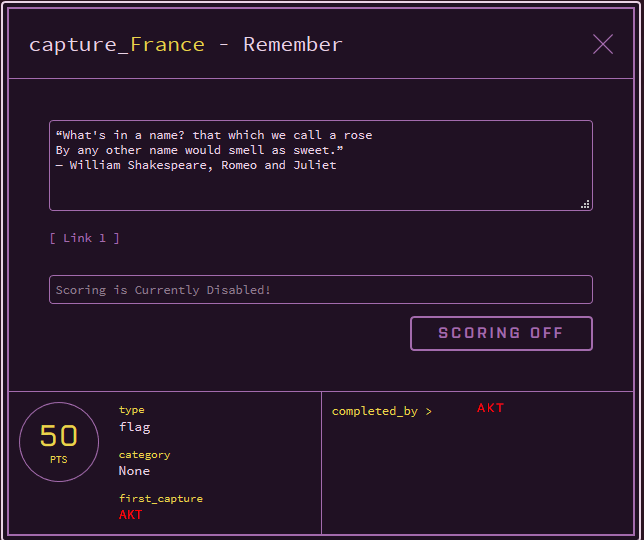 capture_France - Remember
“What's in a name? that which we call a rose
By any other name would smell as sweet.”
― William Shakespeare, Romeo and Juliet
[ Link 1 ]
Scoring is Currently Disabled!
SCORING OFF
50
PTS
type
flag
category
None
first_capture
AKT
completed_by >
AKT